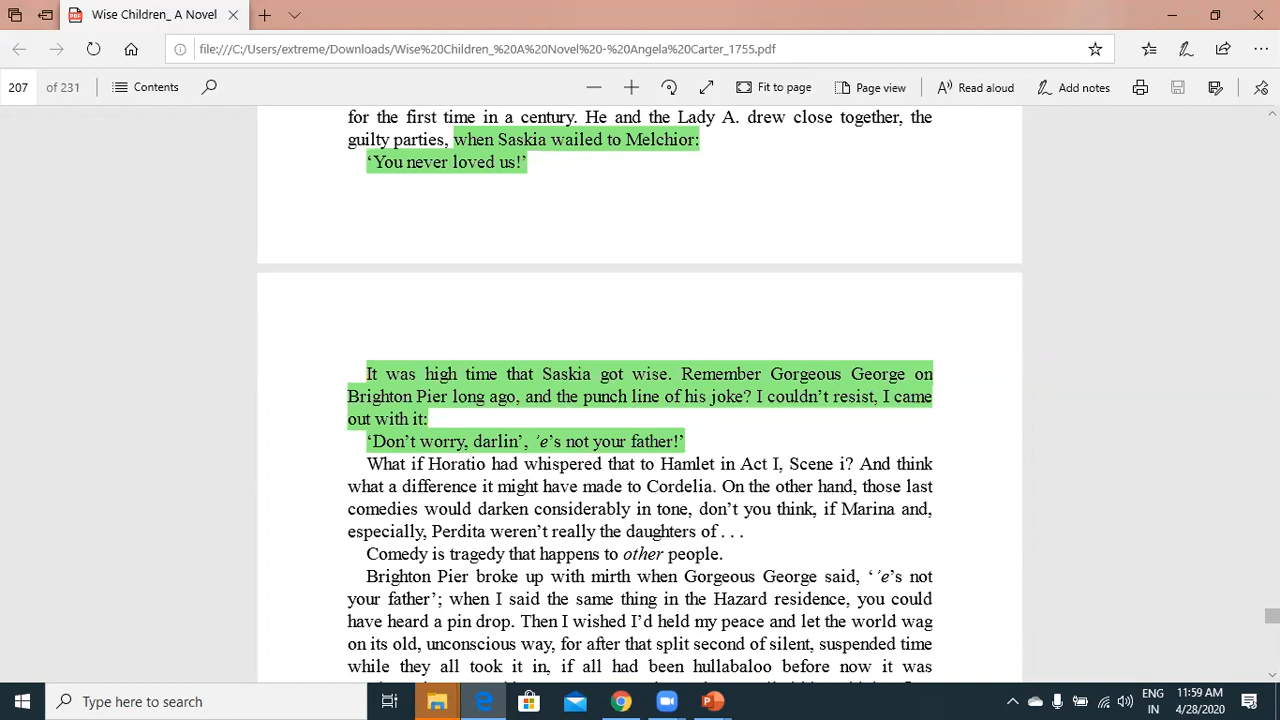 Wise Children_ A Novel
file:///C:/Users/extreme/Downloads/Wise%20Children_%20A%20Novel%20-%20Angela%20Carter_1755.pdf
207 of 231 Contents Fit to page Page view Read aloud Add notes
for the first time in a century. He and the Lady A. drew close together, the
guilty parties, when Saskia wailed to Melchior:
‘You never loved us!’
It was high time that Saskia got wise. Remember Gorgeous George on
Brighton Pier long ago, and the punch line of his joke? I couldn’t resist, I came
out with it:
‘Don’t worry, darlin’, ’e’s not your father!’
What if Horatio had whispered that to Hamlet in Act I, Scene i? And think
what a difference it might have made to Cordelia. On the other hand, those last
comedies would darken considerably in tone, don’t you think, if Marina and,
especially, Perdita weren’t really the daughters of . . .
Comedy is tragedy that happens to other people.
Brighton Pier broke up with mirth when Gorgeous George said, ‘ ’e’s not
your father’; when I said the same thing in the Hazard residence, you could
have heard a pin drop. Then I wished I’d held my peace and let the world wag
on its old, unconscious way, for after that split second of silent, suspended time
while they all took it in, if all had been hullabaloo before now it was
Type here to search
ENG 11:59 AM
IN 4/28/2020